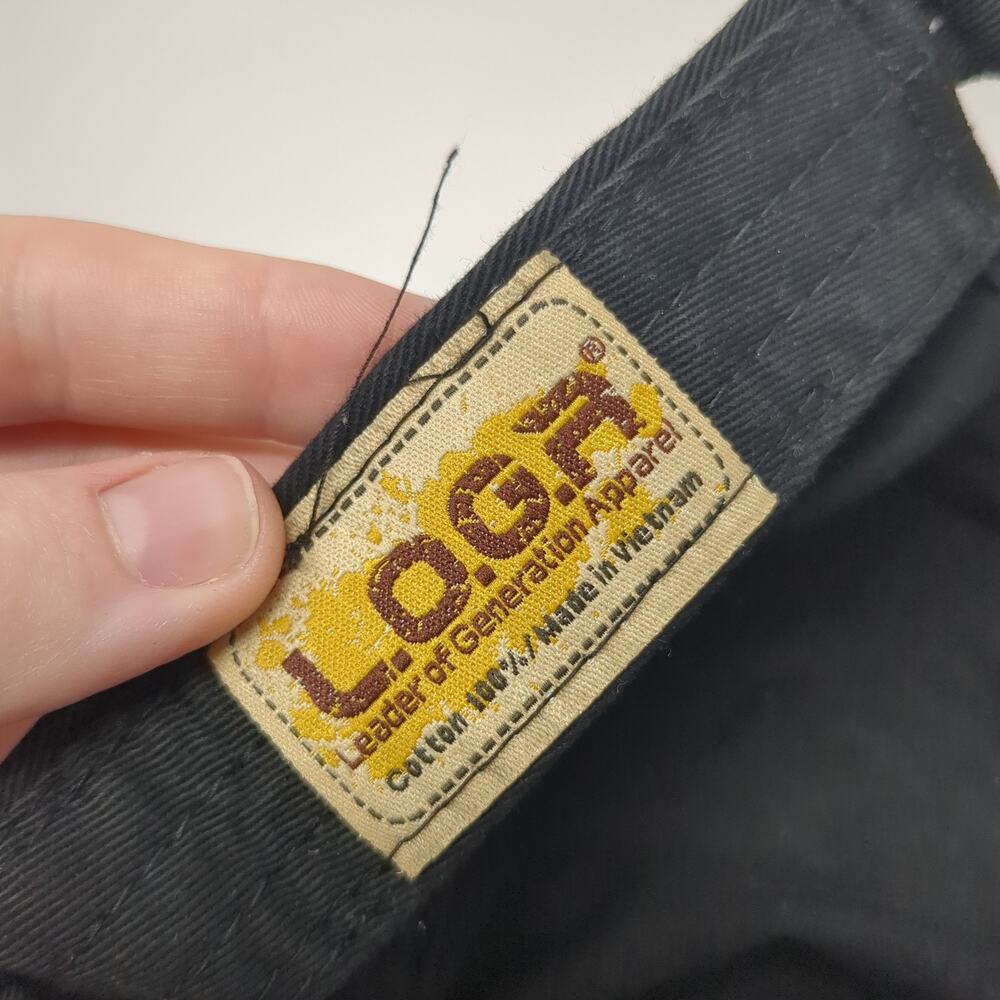 L.O.G.A ®
Leader of Generation Apparel
Cotton 100% / Made in Vietnam